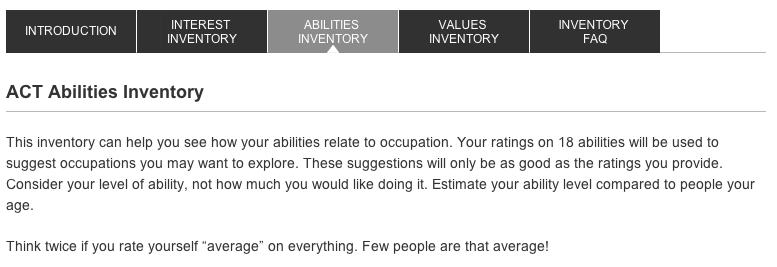 INTRODUCTION
INTEREST
INVENTORY
ABILITIES
INVENTORY
VALUES
INVENTORY
INVENTORY
FAQ
ACT Abilities Inventory
This inventory can help you see how your abilities relate to occupation. Your ratings on 18 abilities will be used to
suggest occupations you may want to explore. These suggestions will only be as good as the ratings you provide.
Consider your level of ability, not how much you would like doing it. Estimate your ability level compared to people your
age.
Think twice if you rate yourself “average” on everything. Few people are that average!